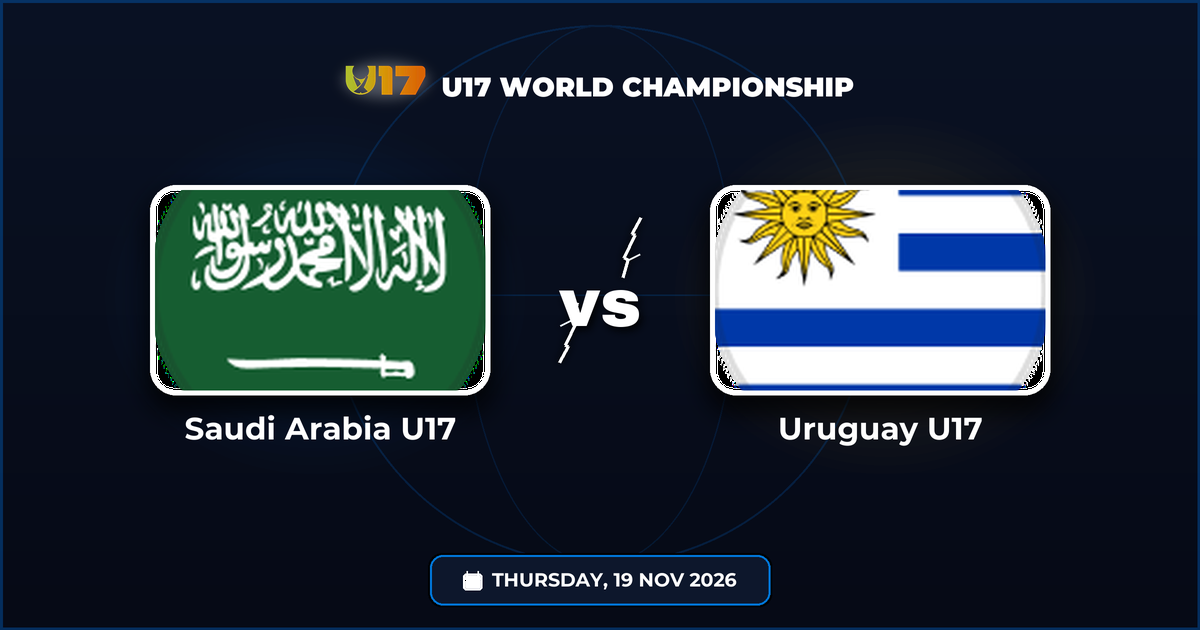 U17 U17 WORLD CHAMPIONSHIP
لا إله إلا الله محمد رسول الله
VS
Saudi Arabia U17
Uruguay U17
THURSDAY, 19 NOV 2026